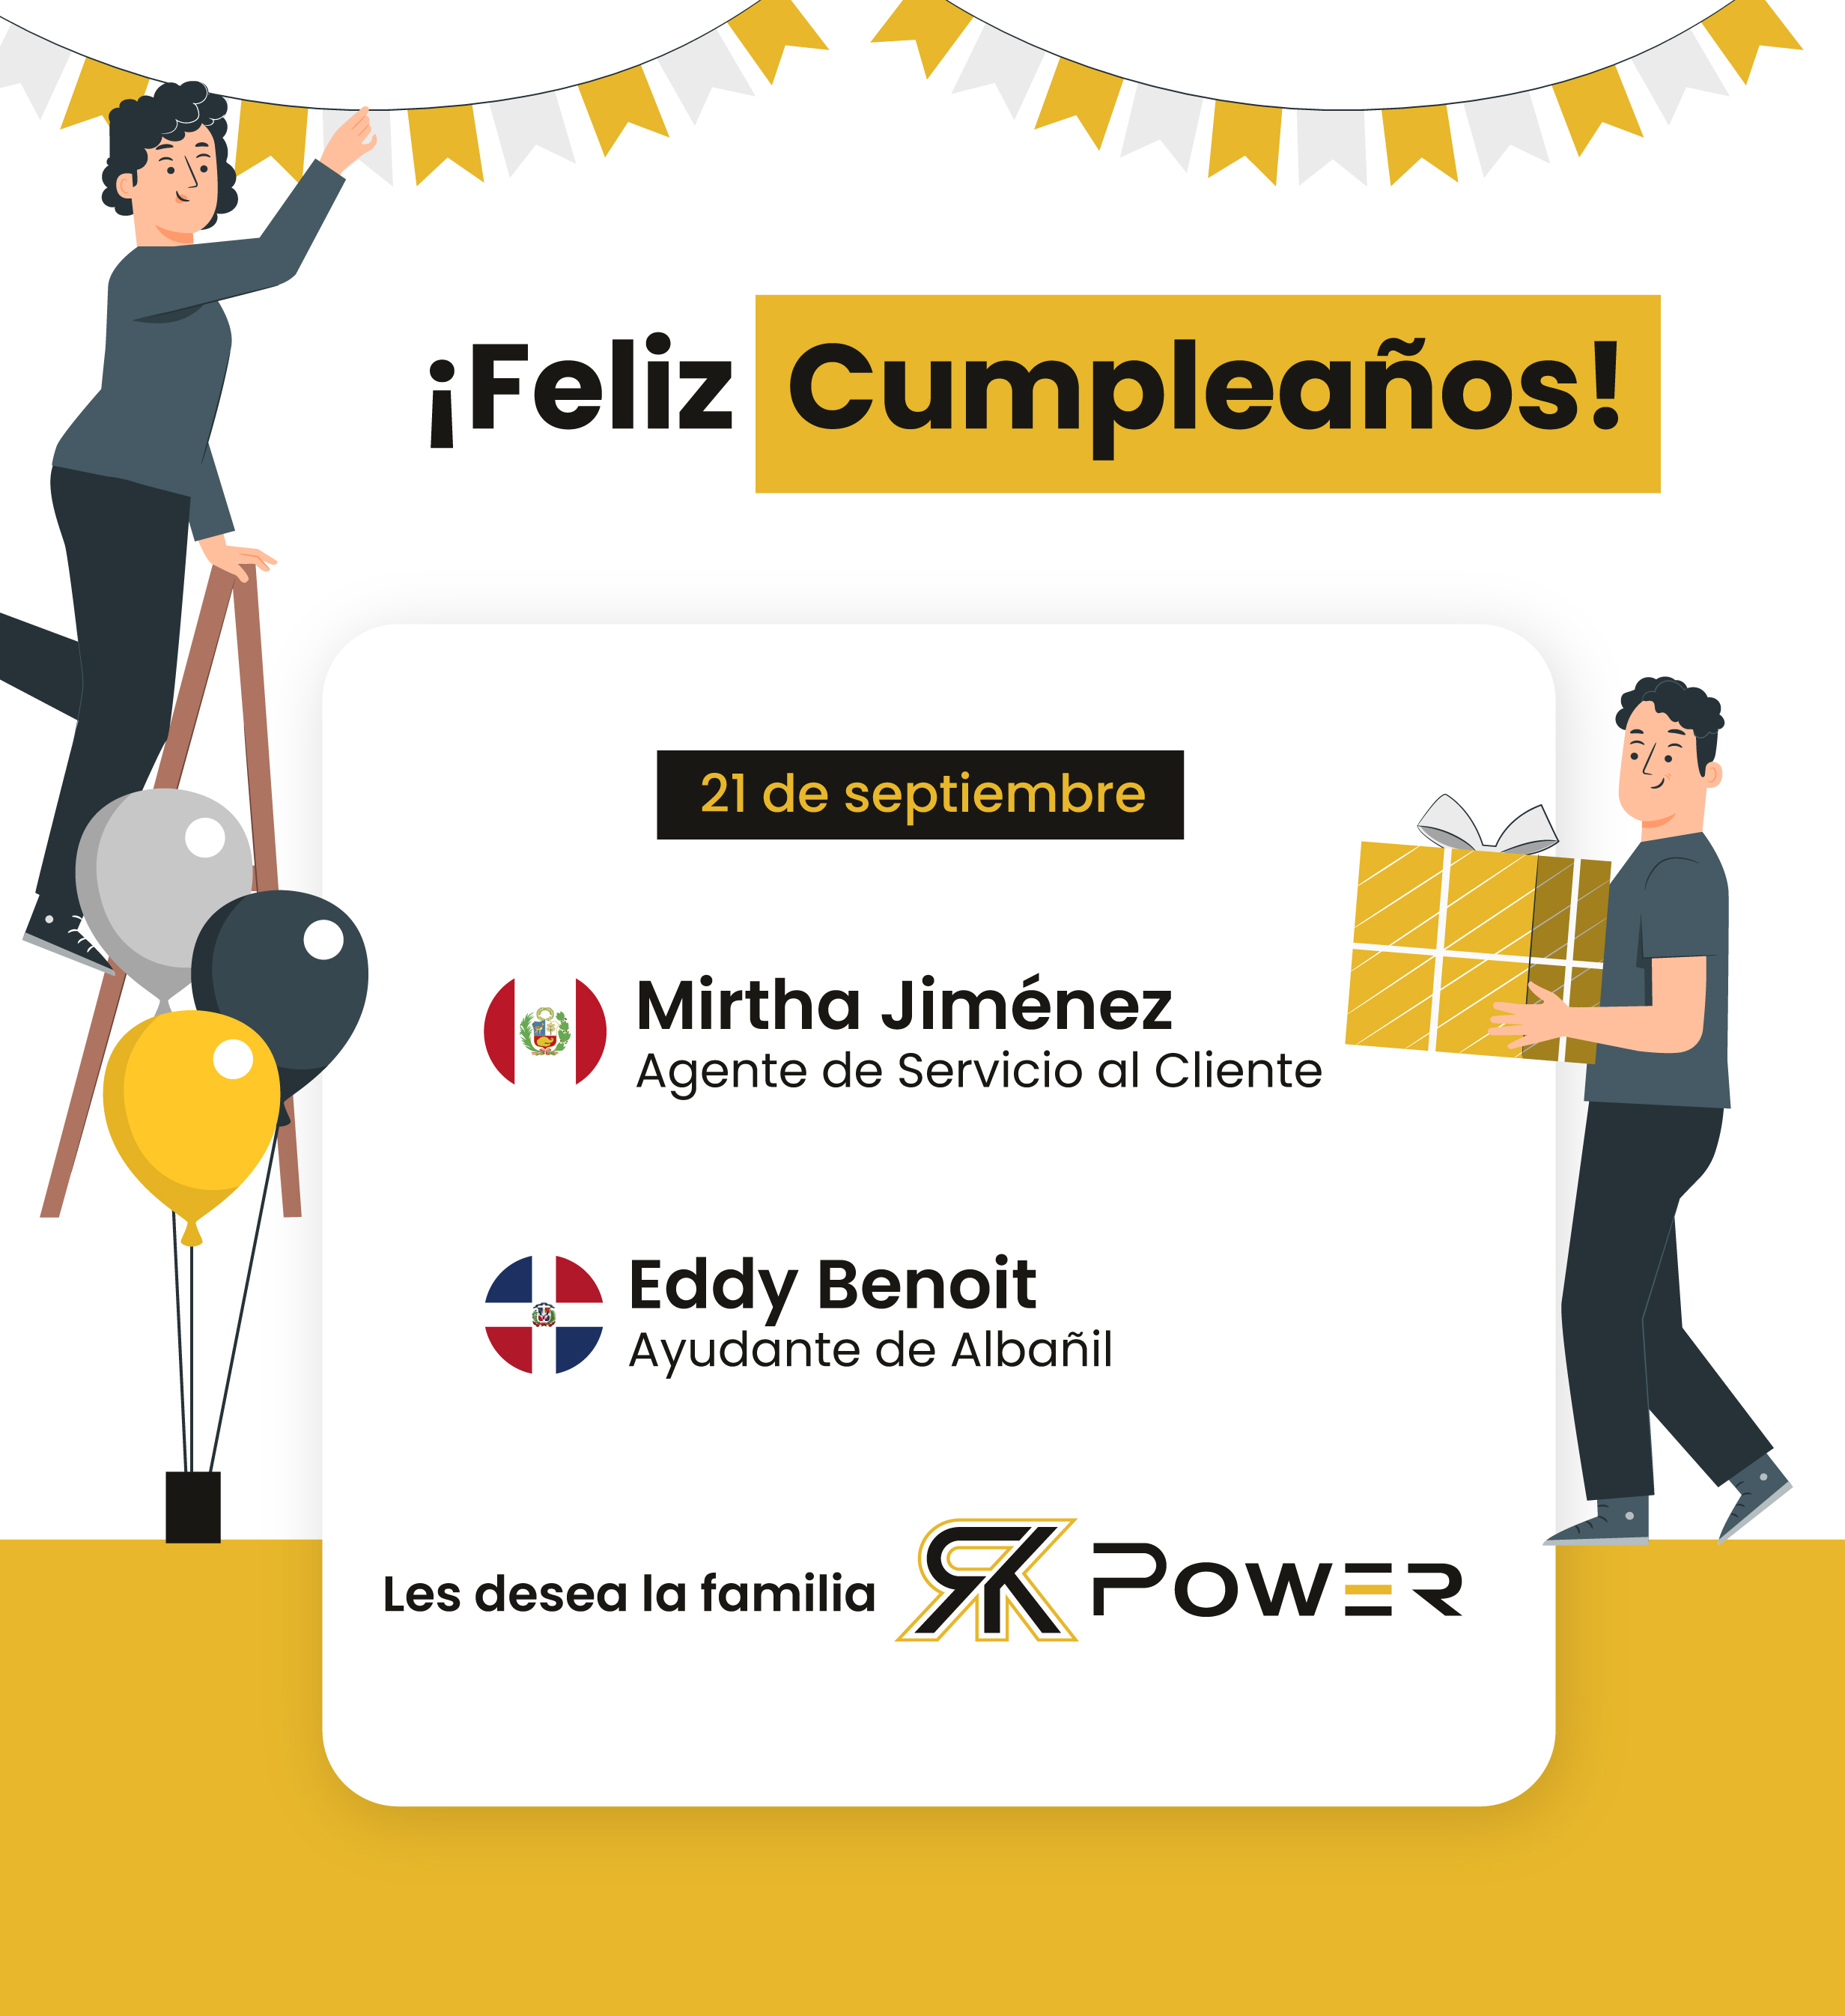 ¡Feliz Cumpleaños!
21 de septiembre
Mirtha Jiménez
Agente de Servicio al Cliente
Eddy Benoit
Ayudante de Albañil
Les desea la familia RK POWER